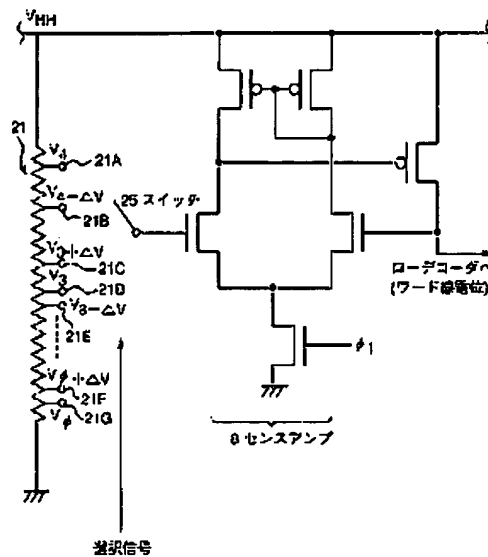 VHH
21
V4
21A
V4-ΔV
21B
25 スイッチ
+ΔV
21C
V3
21D
V3-ΔV
21E
Vφ+ΔV
21F
21G
Vφ
φ1
ローデコーダへ
(ワード線電位)
8 センスアンプ
選択信号